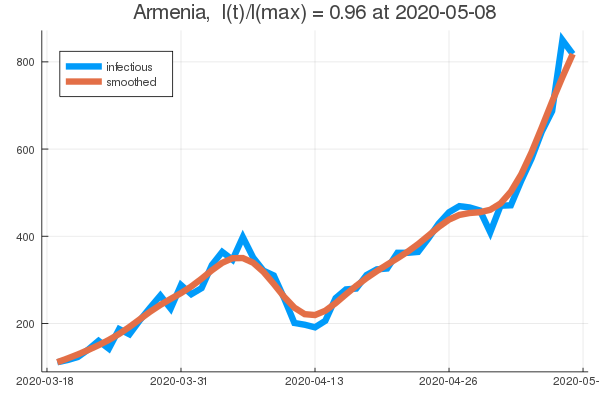 Armenia,  I(t)/I(max) = 0.96 at 2020-05-08
infectious
smoothed
800
600
400
200
2020-03-18 2020-03-31 2020-04-13 2020-04-26 2020-05-